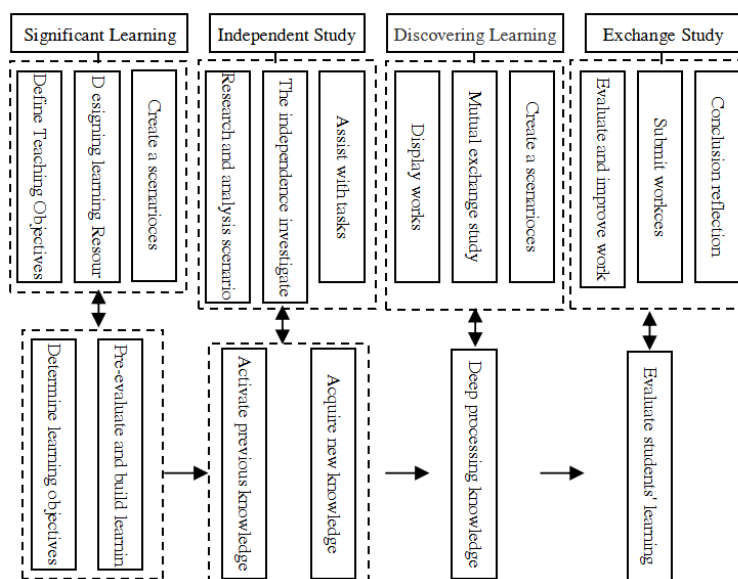 Significant Learning
Independent Study
Discovering Learning
Exchange Study
Define Teaching Objectives
D esigning learning Resour
Create a scenarioces
Research and analysis scenario
The independence investigate
Assist with tasks
Display works
Mutual exchange study
Create a scenarioces
Evaluate and improve work
Submit workces
Conclusion reflection
Determine learning objectives
Pre-evaluate and build learnin
Activate previous knowledge
Acquire new knowledge
Deep processing knowledge
Evaluate students' learning